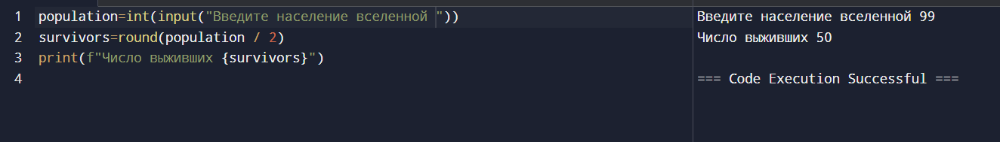 1 population=int(input("Введите население вселенной "))
2 survivors=round(population / 2)
3 print(f"Число выживших {survivors}")
4
Введите население вселенной 99
Число выживших 50
=== Code Execution Successful ===